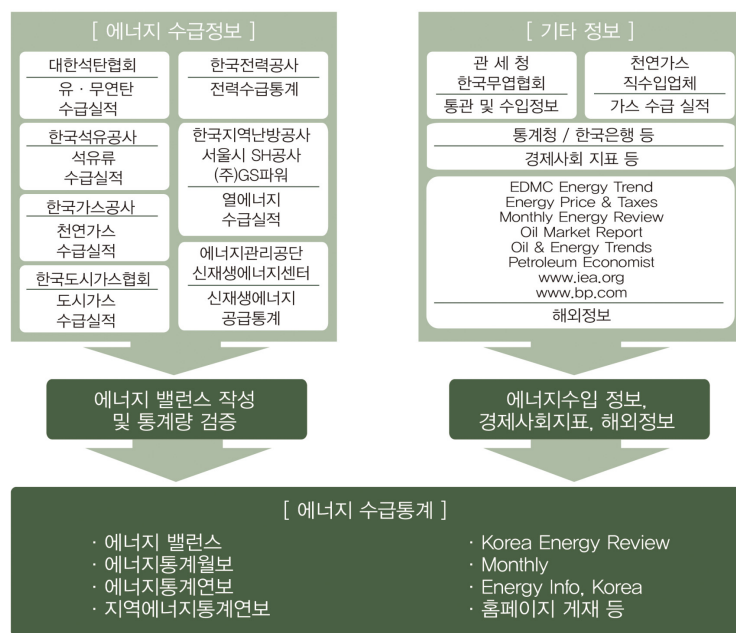 [ 에너지 수급정보 ]
대한석탄협회
유 · 무연탄
수급실적
한국석유공사
석유류
수급실적
한국가스공사
천연가스
수급실적
한국도시가스협회
도시가스
수급실적
한국전력공사
전력수급통계
한국지역난방공사
서울시 SH공사
(주)GS파워
열에너지
수급실적
에너지관리공단
신재생에너지센터
신재생에너지
공급통계
[ 기타 정보 ]
관 세 청
한국무엽협회
통관 및 수입정보
천연가스
직수입업체
가스 수급 실적
통계청 / 한국은행 등
경제사회 지표 등
EDMC Energy Trend
Energy Price & Taxes
Monthly Energy Review
Oil Market Report
Oil & Energy Trends
Petroleum Economist
www.iea.org
www.bp.com
해외정보
에너지 밸런스 작성
및 통계량 검증
에너지수입 정보,
경제사회지표, 해외정보
[ 에너지 수급통계 ]
· 에너지 밸런스
· 에너지통계월보
· 에너지통계연보
· 지역에너지통계연보
· Korea Energy Review
· Monthly
· Energy Info, Korea
· 홈페이지 게재 등